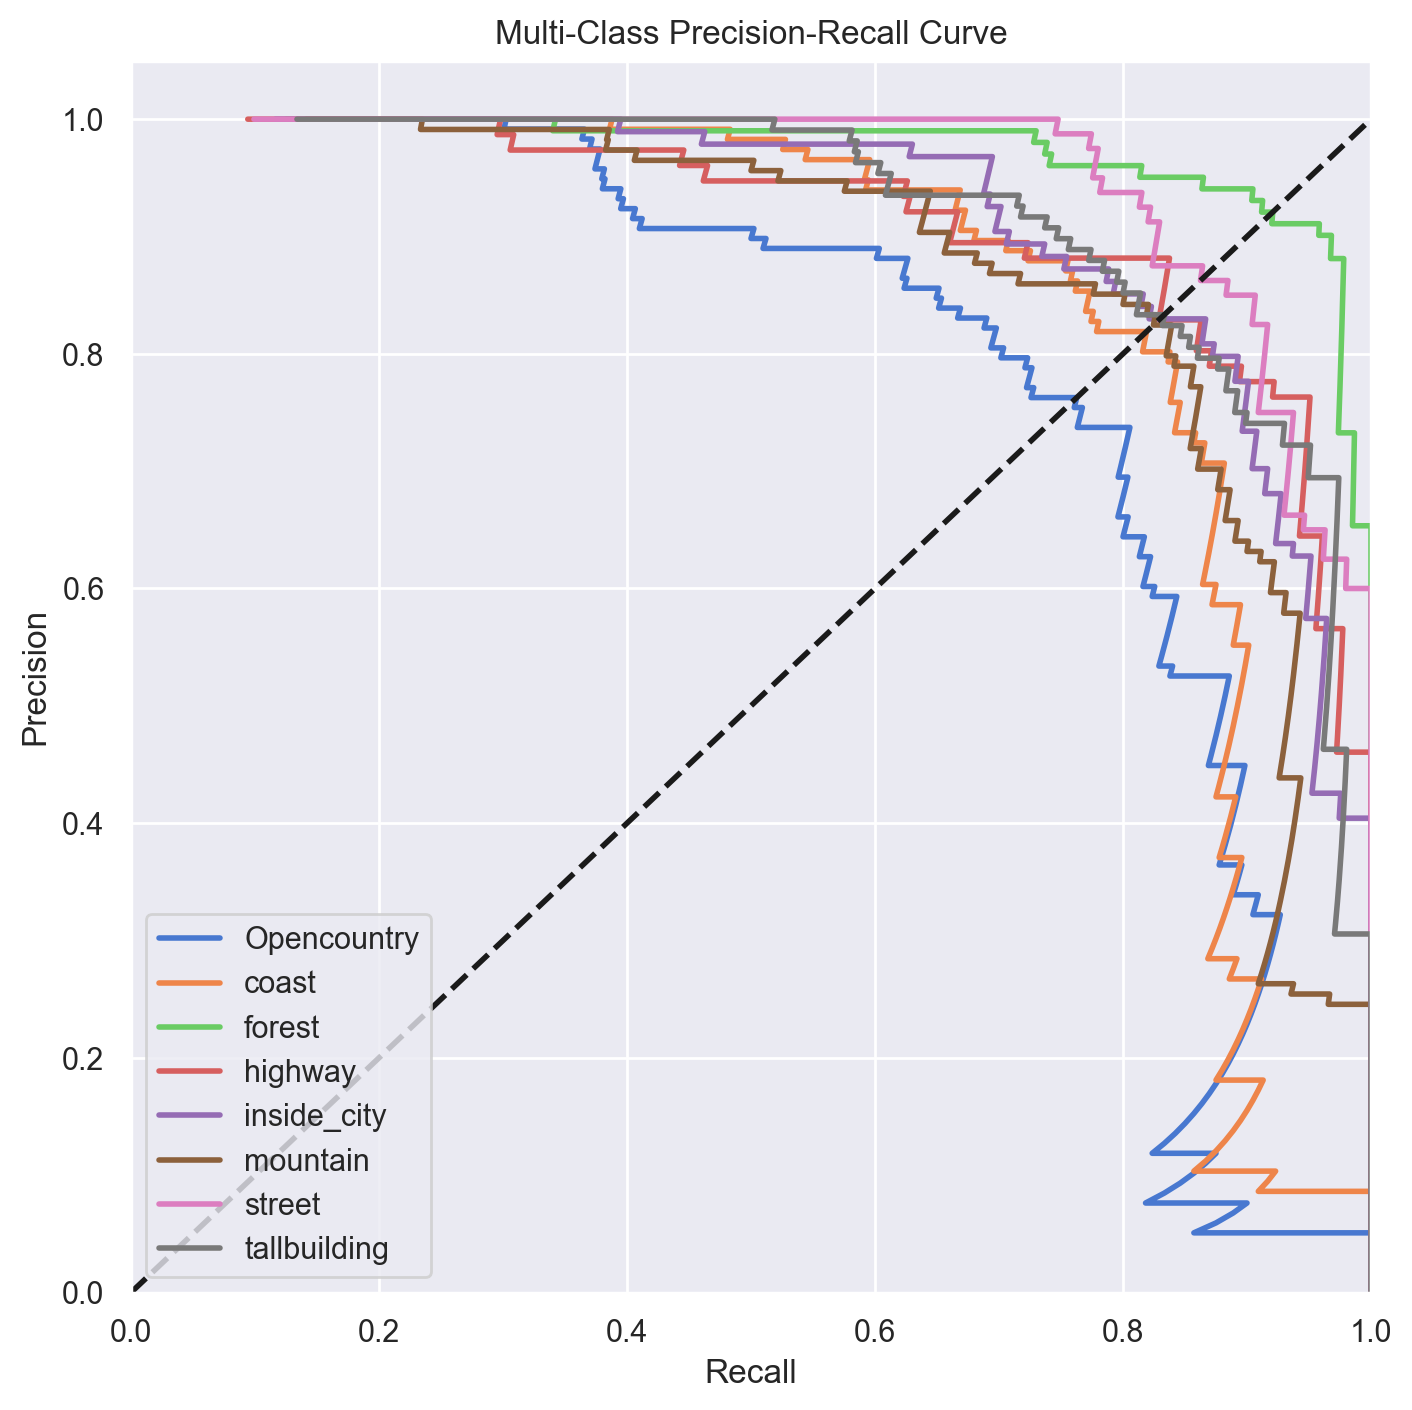 Multi-Class Precision-Recall Curve
1.0
0.8
0.6
0.4
0.2
0.0
Precision
Opencountry
coast
forest
highway
inside_city
mountain
street
tallbuilding
0.0 0.2 0.4 0.6 0.8 1.0
Recall